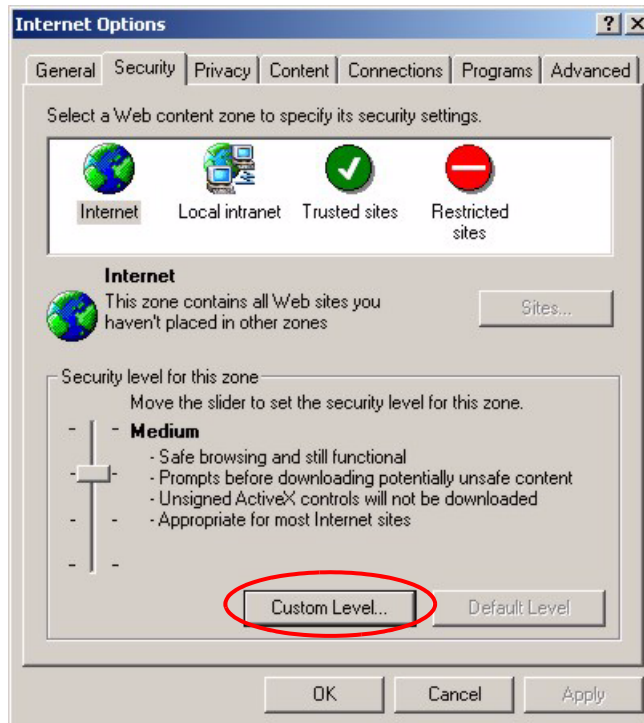 Internet Options
General Security Privacy Content Connections Programs Advanced
Select a Web content zone to specify its security settings.
Internet Local intranet Trusted sites Restricted
sites
Internet
This zone contains all Web sites you
haven't placed in other zones
Sites...
Security level for this zone
Move the slider to set the security level for this zone.
Medium
- Safe browsing and still functional
- Prompts before downloading potentially unsafe content
- Unsigned ActiveX controls will not be downloaded
- Appropriate for most Internet sites
Custom Level... Default Level
OK Cancel Apply